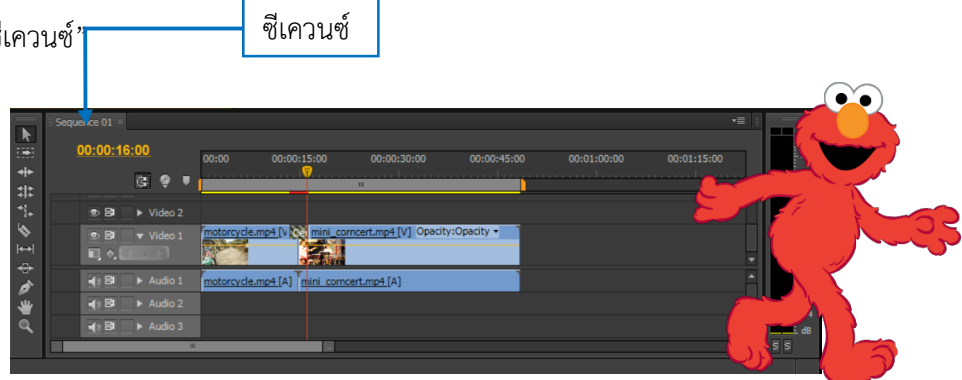 ซีเควนซ์
ซีเควนซ์"
Sequence 01
00:00:16:00
00:00 00:00:15:00 00:00:30:00 00:00:45:00 00:01:00:00 00:01:15:00
Video 2
motorcycle.mp4 [V mini_corncert.mp4 [V] Opacity:Opacity
Video 1
Audio 1 motorcycle.mp4 [A] mini_corncert.mp4 [A]
Audio 2
Audio 3
dB
S S